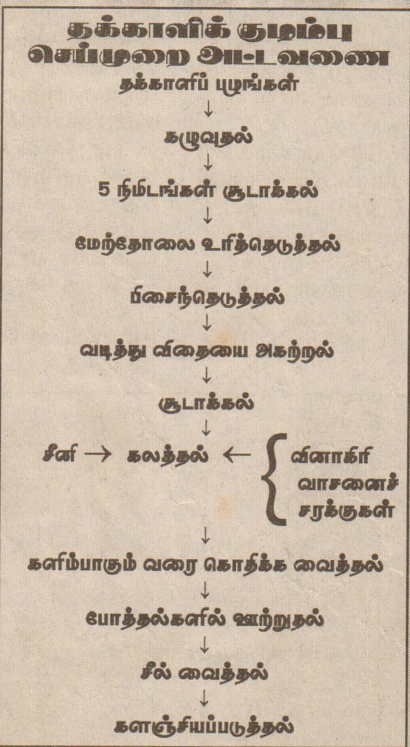 தக்காளிக் குழம்பு
செய்முறை அட்டவணை
தக்காளிப் பழங்கள்
↓
கழுவுதல்
↓
5 நிமிடங்கள் சூடாக்கல்
↓
மேற்தோலை உரித்தெடுத்தல்
↓
பிசைந்தெடுத்தல்
↓
வடித்து விதையை அகற்றல்
↓
சூடாக்கல்
↓
சீனி → கலத்தல் ← { வினாகிரி
வாசனைச்
சரக்குகள்
↓
களிம்பாகும் வரை கொதிக்க வைத்தல்
↓
போத்தல்களில் ஊற்றுதல்
↓
சீல் வைத்தல்
↓
களஞ்சியப்படுத்தல்